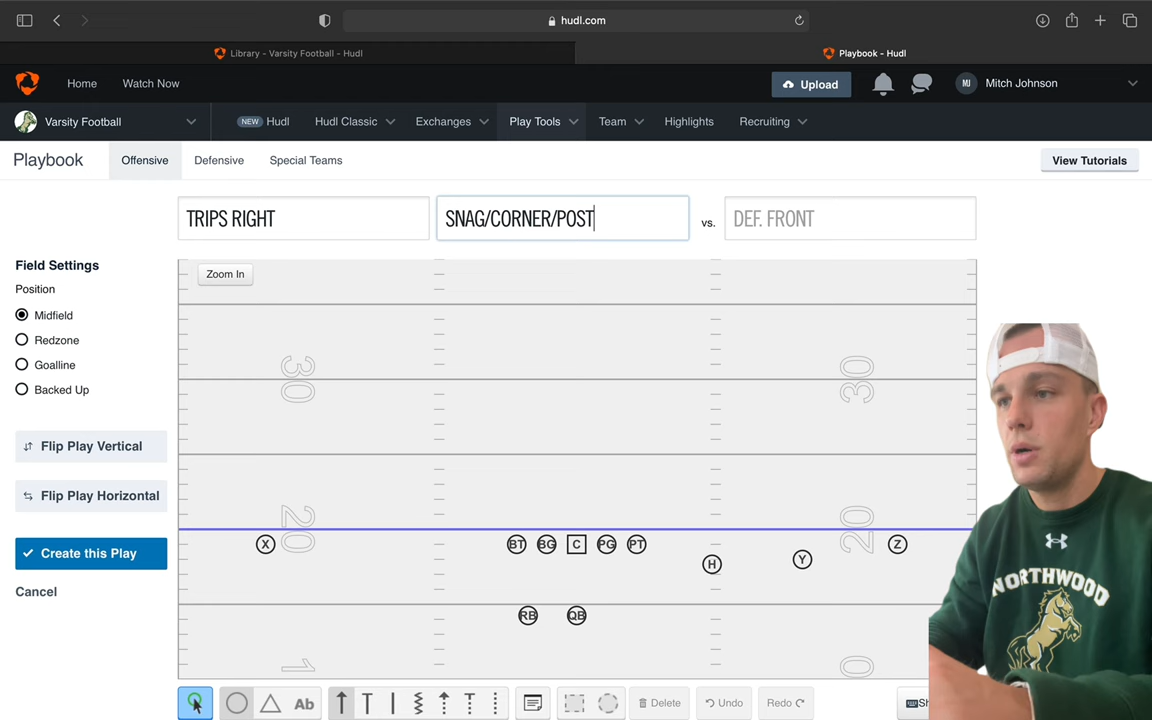 hudl.com
Library - Varsity Football - Hudl
Playbook - Hudl
Home
Watch Now
Upload
MJ
Mitch Johnson
Varsity Football
NEW Hudl
Hudl Classic
Exchanges
Play Tools
Team
Highlights
Recruiting
Playbook
Offensive
Defensive
Special Teams
View Tutorials
TRIPS RIGHT
SNAG/CORNER/POST
vs.
DEF. FRONT
Field Settings
Position
Midfield
Redzone
Goalline
Backed Up
Flip Play Vertical
Flip Play Horizontal
Create this Play
Cancel
Zoom In
30
30
20
20
X
BT
BG
C
PG
PT
H
Y
Z
RB
QB
1
0
NORTHWOOD
Ab
Delete
Undo
Redo
Sh